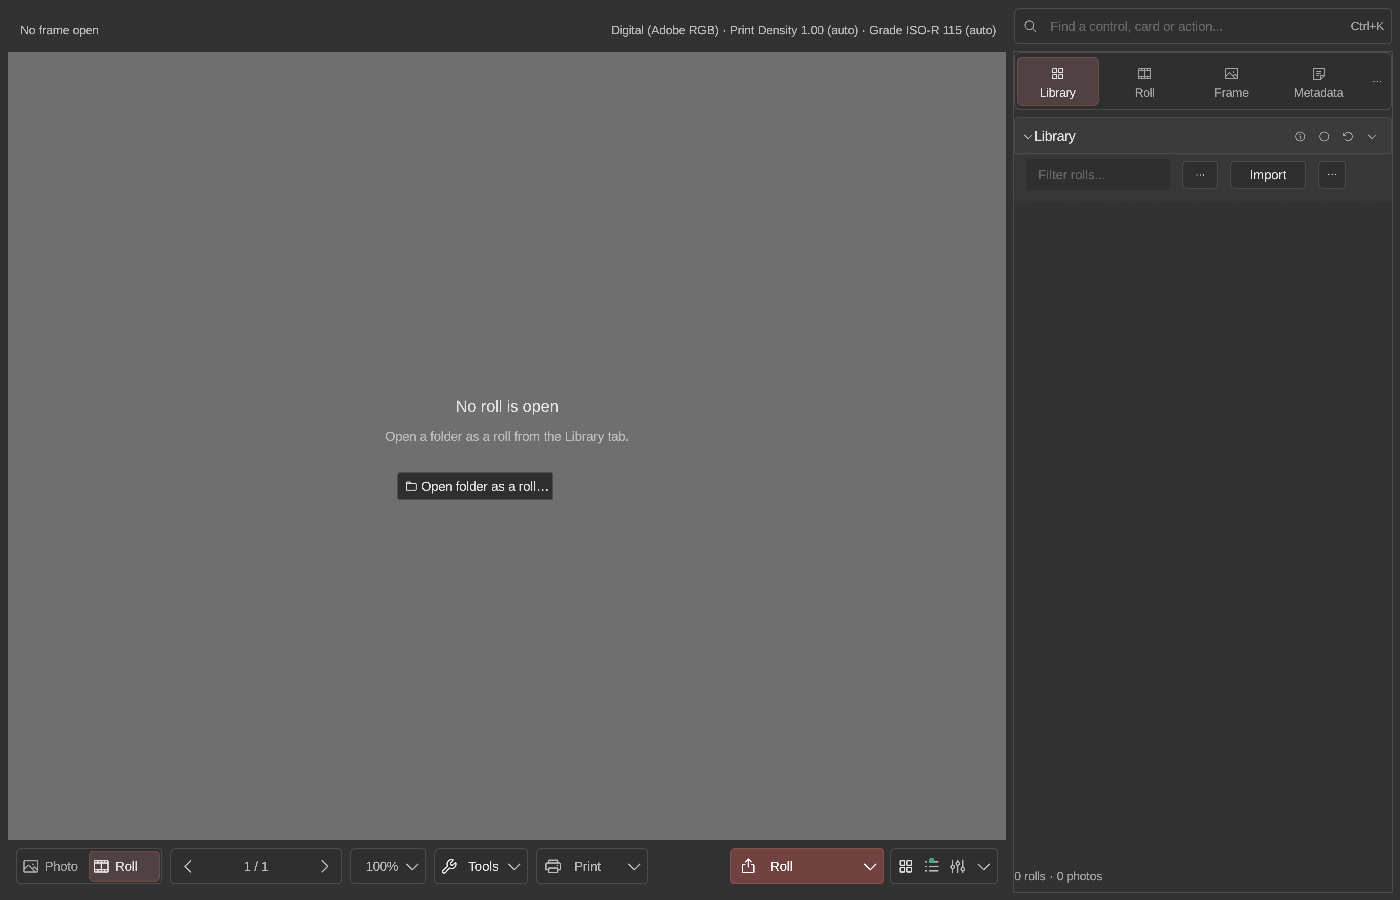 No frame open
Digital (Adobe RGB) · Print Density 1.00 (auto) · Grade ISO-R 115 (auto)
Find a control, card or action...
Ctrl+K
Library
Roll
Frame
Metadata
...
Library
Filter rolls...
...
Import
...
No roll is open
Open a folder as a roll from the Library tab.
Open folder as a roll...
0 rolls · 0 photos
Photo
Roll
1 / 1
100%
Tools
Print
Roll